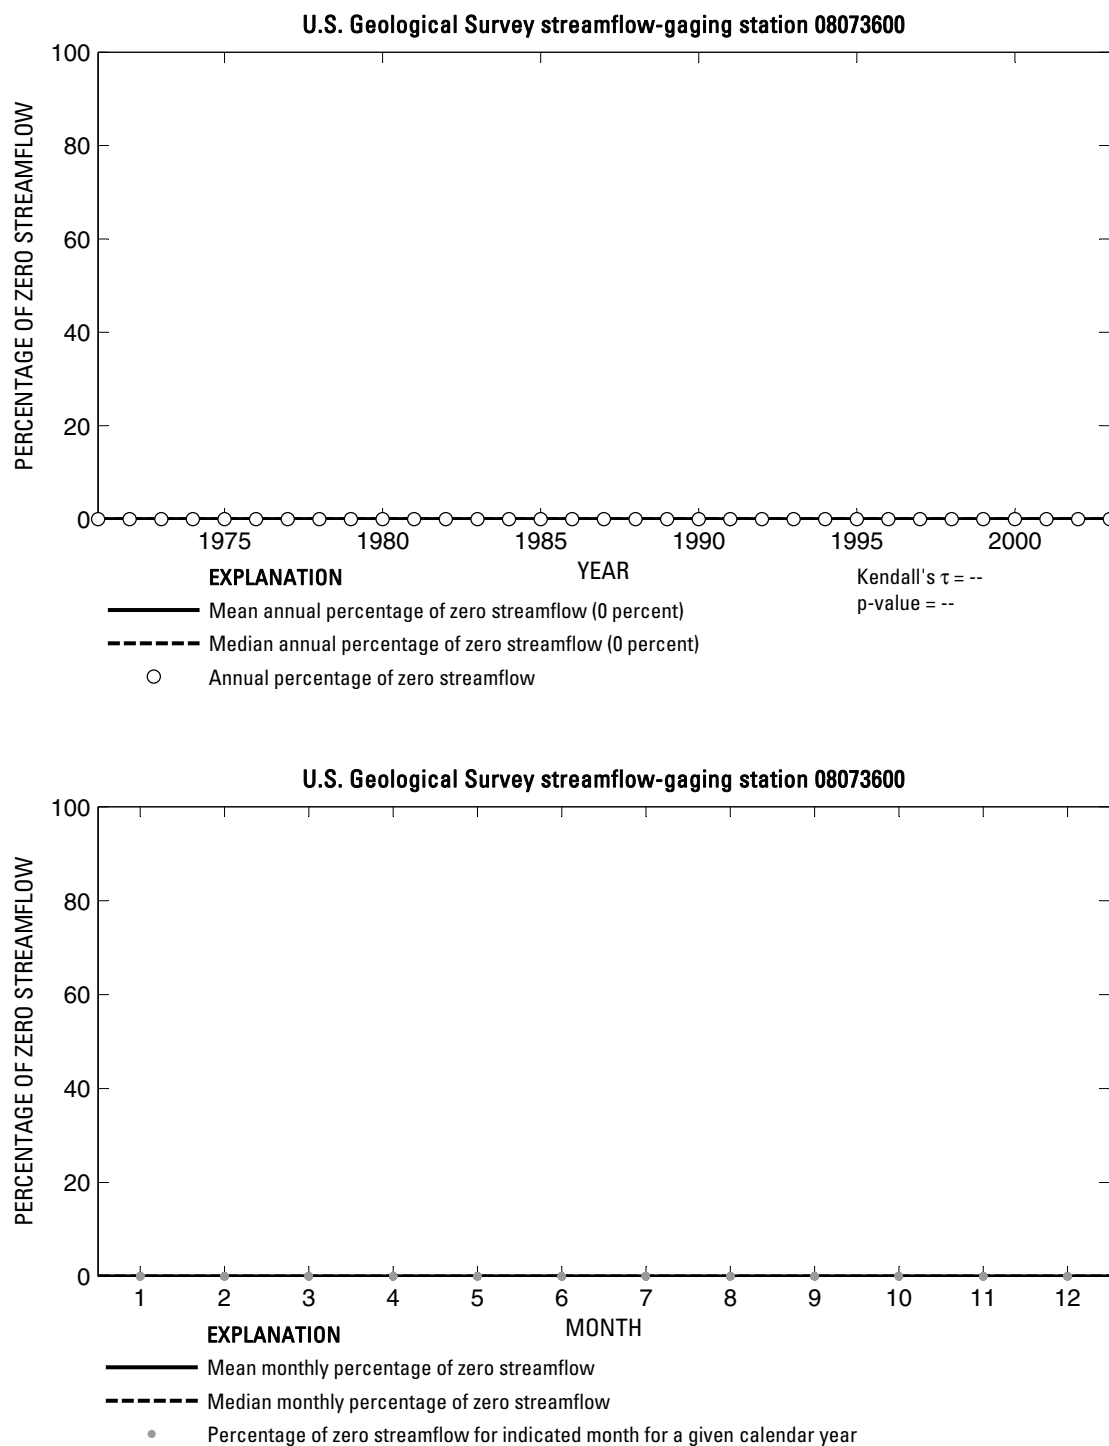 U.S. Geological Survey streamflow-gaging station 08073600
PERCENTAGE OF ZERO STREAMFLOW
100
80
60
40
20
0
1975 1980 1985 1990 1995 2000
YEAR
EXPLANATION
Mean annual percentage of zero streamflow (0 percent)
Median annual percentage of zero streamflow (0 percent)
Annual percentage of zero streamflow
Kendall's τ = --
p-value = --
U.S. Geological Survey streamflow-gaging station 08073600
PERCENTAGE OF ZERO STREAMFLOW
100
80
60
40
20
0
1 2 3 4 5 6 7 8 9 10 11 12
MONTH
EXPLANATION
Mean monthly percentage of zero streamflow
Median monthly percentage of zero streamflow
Percentage of zero streamflow for indicated month for a given calendar year